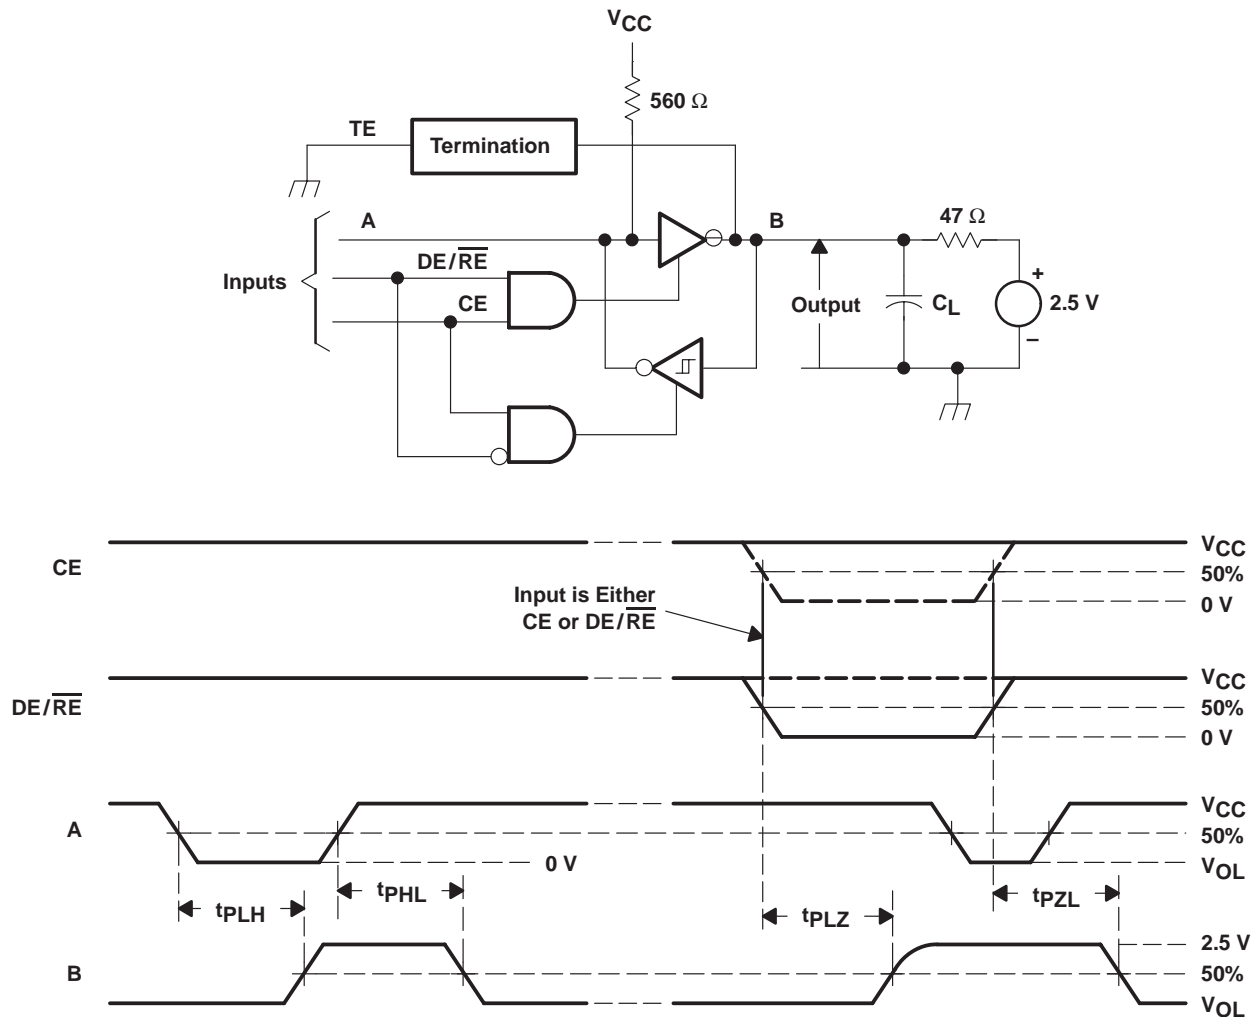 VCC
560 Ω
TE
Termination
A
B
47 Ω
DE/RE
Inputs
CE
Output
CL
+
2.5 V
–
CE
VCC
50%
0 V
Input is Either
CE or DE/RE
DE/RE
VCC
50%
0 V
A
VCC
50%
0 V
VOL
tPLH
tPHL
tPLZ
tPZL
B
2.5 V
50%
VOL